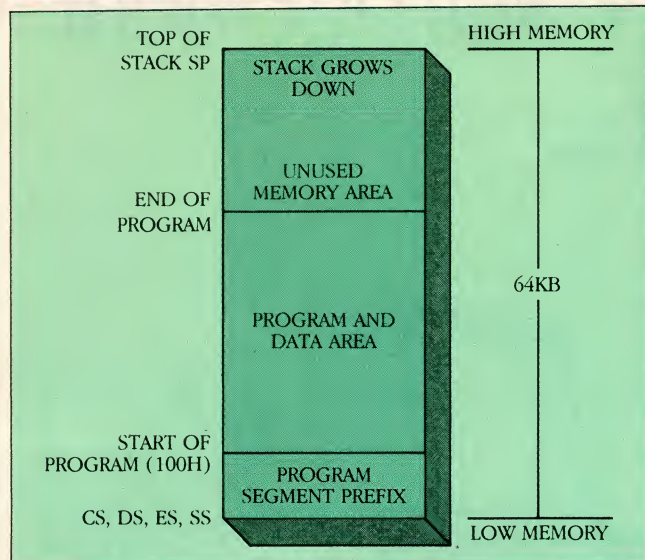 TOP OF
STACK SP
STACK GROWS
DOWN
HIGH MEMORY
UNUSED
MEMORY AREA
END OF
PROGRAM
64KB
PROGRAM AND
DATA AREA
START OF
PROGRAM (100H)
PROGRAM
SEGMENT PREFIX
CS, DS, ES, SS
LOW MEMORY